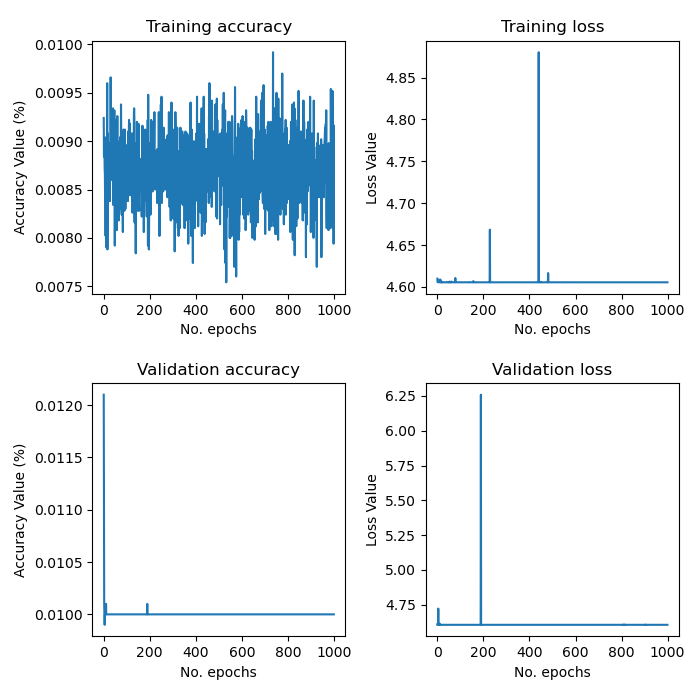 Training accuracy
Accuracy Value (%)
0.0100
0.0095
0.0090
0.0085
0.0080
0.0075
0 200 400 600 800 1000
No. epochs
Training loss
Loss Value
4.85
4.80
4.75
4.70
4.65
4.60
0 200 400 600 800 1000
No. epochs
Validation accuracy
Accuracy Value (%)
0.0120
0.0115
0.0110
0.0105
0.0100
0 200 400 600 800 1000
No. epochs
Validation loss
Loss Value
6.25
6.00
5.75
5.50
5.25
5.00
4.75
0 200 400 600 800 1000
No. epochs